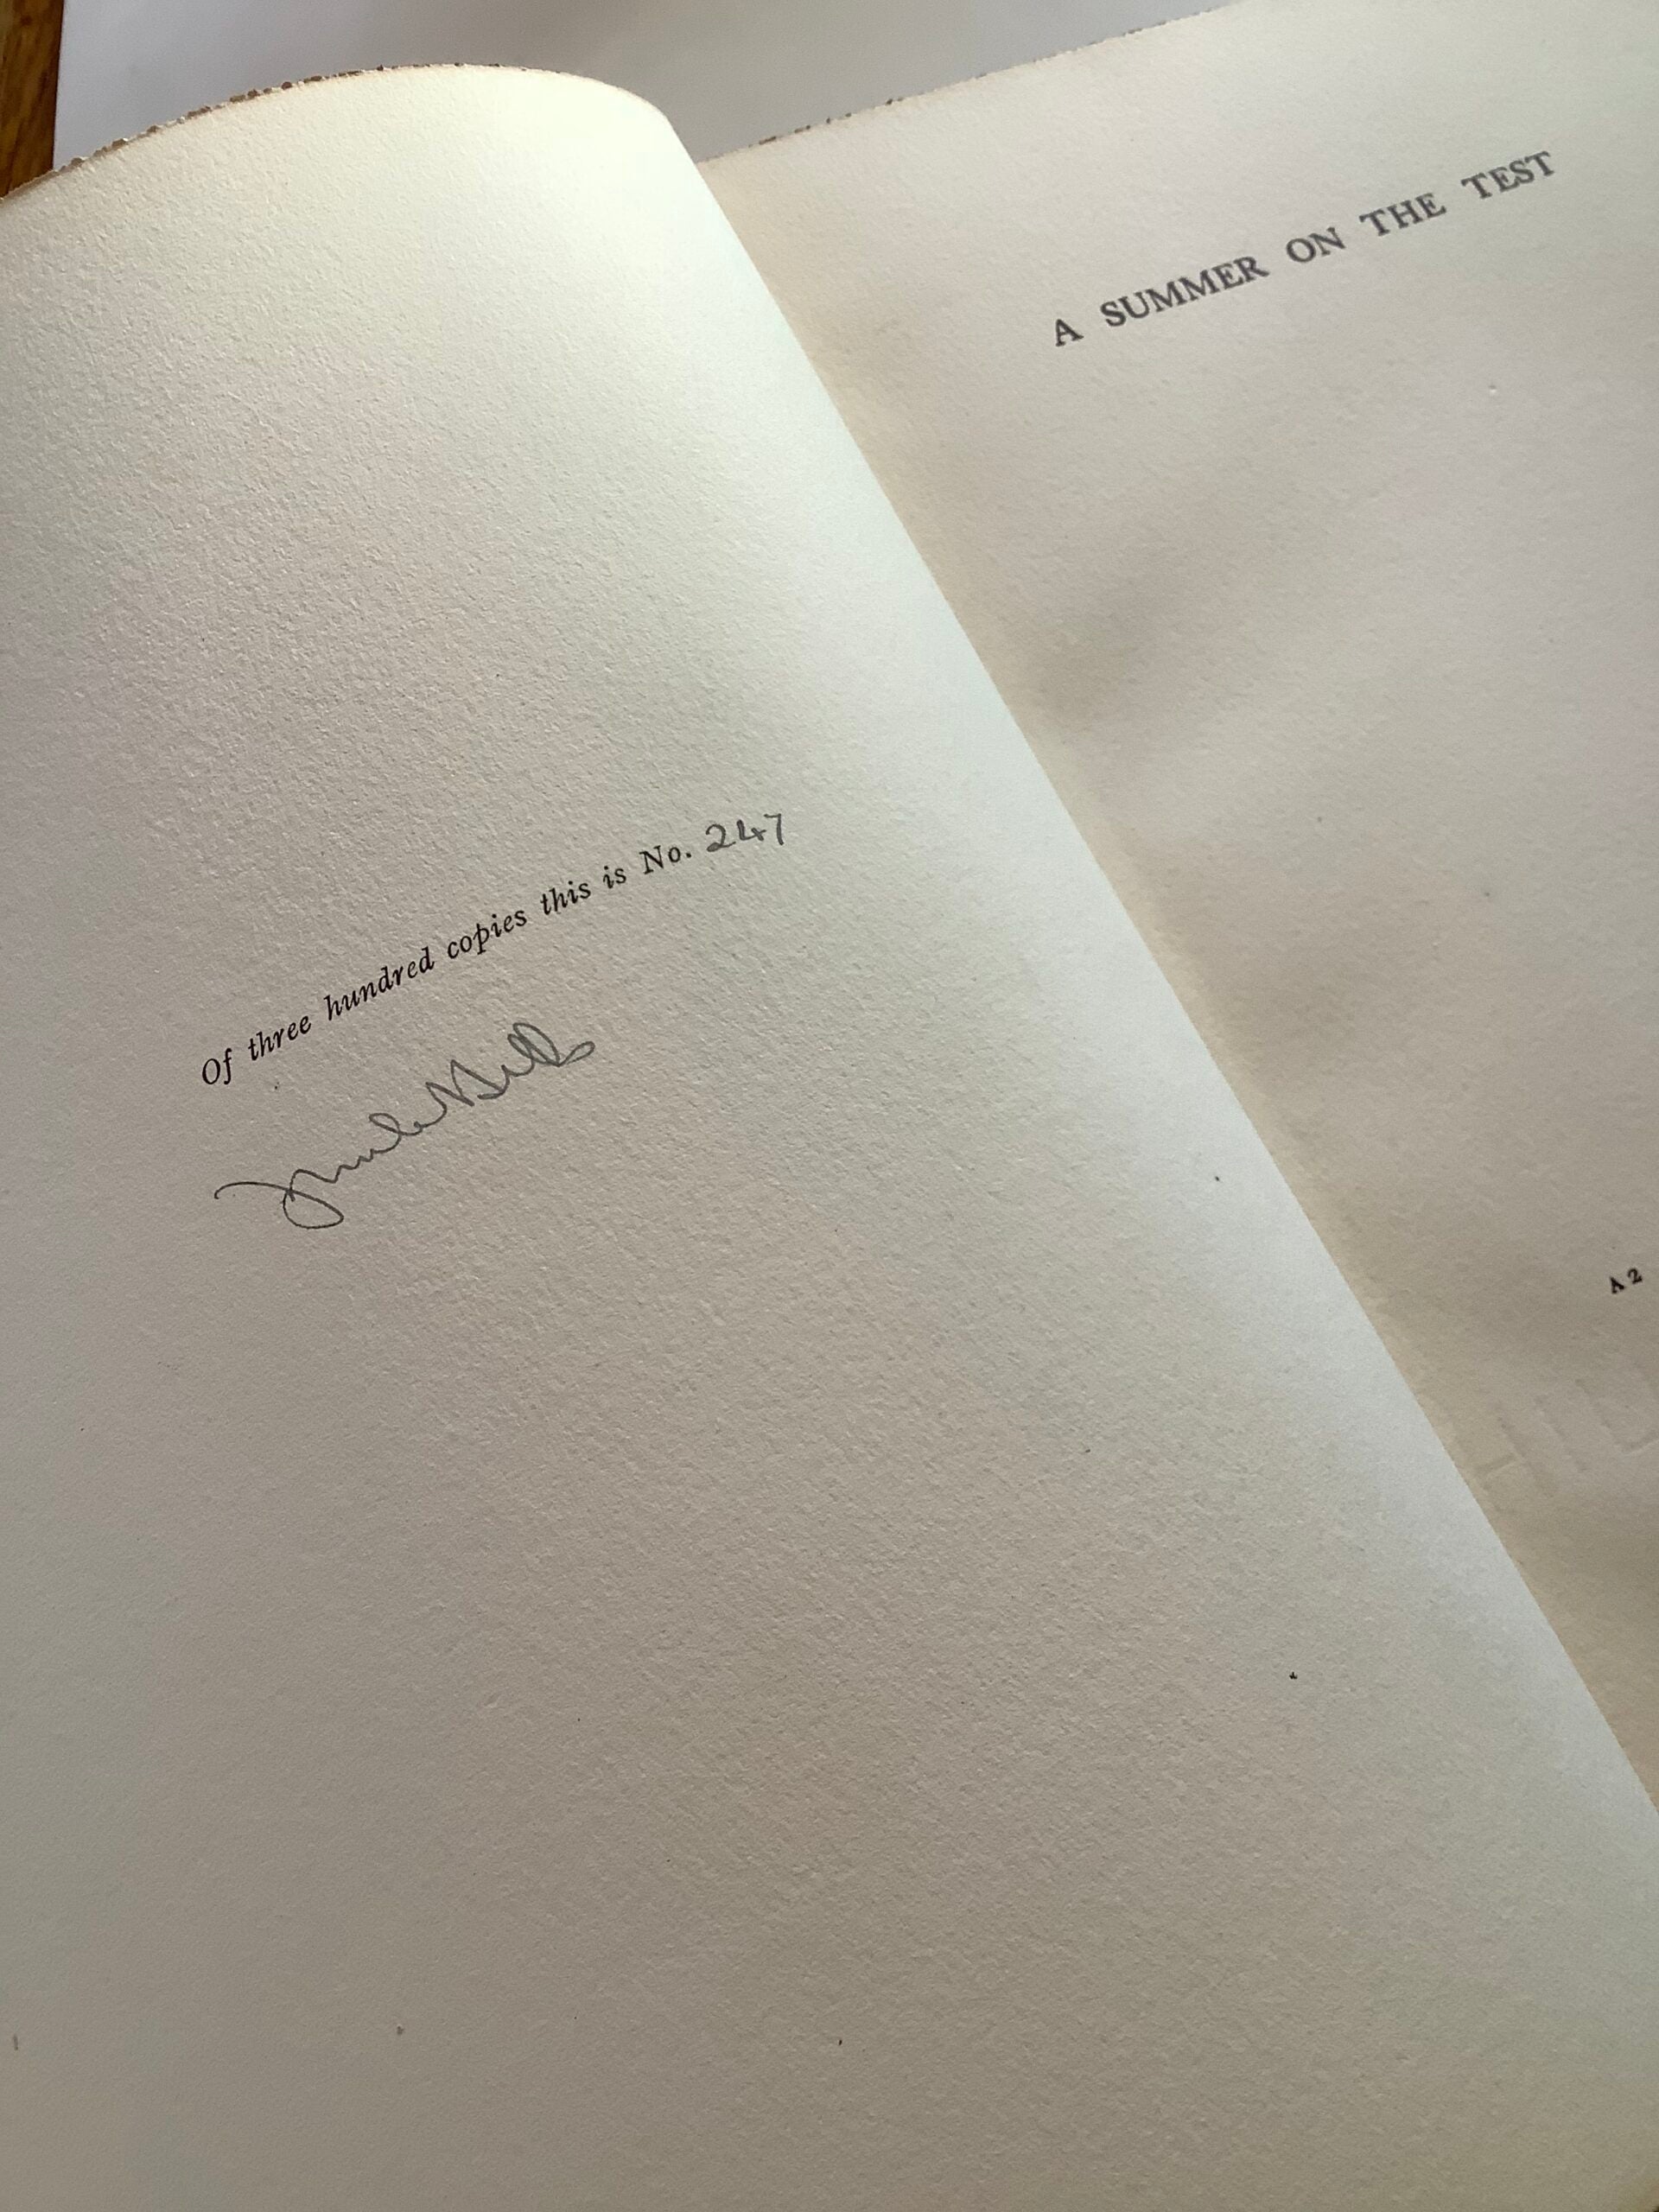 Of three hundred copies this is No. 247
A SUMMER ON THE TEST
A 2